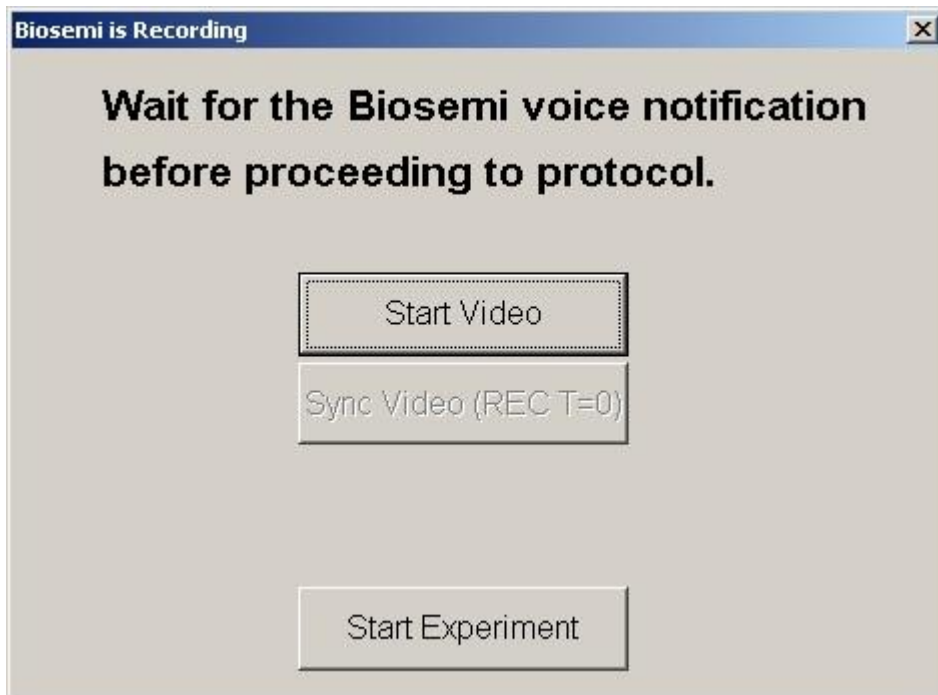 Biosemi is Recording
Wait for the Biosemi voice notification
before proceeding to protocol.
Start Video
Sync Video (REC T=0)
Start Experiment